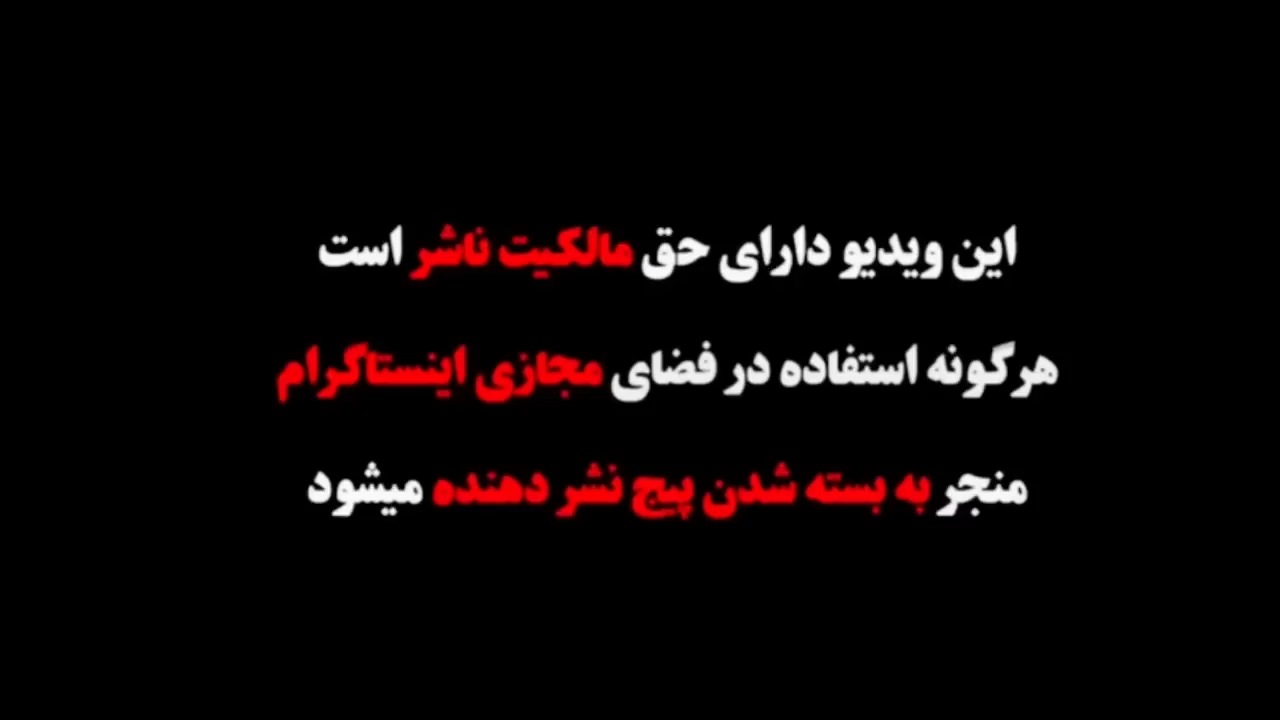 این ویدیو دارای حق مالکیت ناشر است
هرگونه استفاده در فضای مجازی اینستاگرام
منجر به بسته شدن پیج نشر دهنده میشود